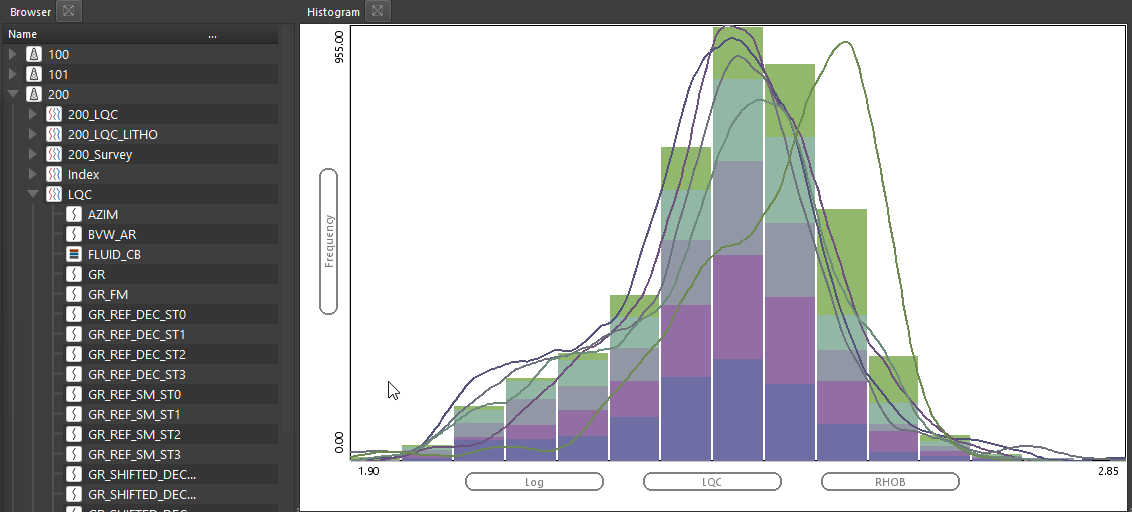 Browser
Name ...
100
101
200
200_LQC
200_LQC_LITHO
200_Survey
Index
LQC
AZIM
BVW_AR
FLUID_CB
GR
GR_FM
GR_REF_DEC_ST0
GR_REF_DEC_ST1
GR_REF_DEC_ST2
GR_REF_DEC_ST3
GR_REF_SM_ST0
GR_REF_SM_ST1
GR_REF_SM_ST2
GR_REF_SM_ST3
GR_SHIFTED_DEC...
GR_SHIFTED_DEC...
Histogram
955.00
Frequency
0.00
1.90 2.85
Log LQC RHOB